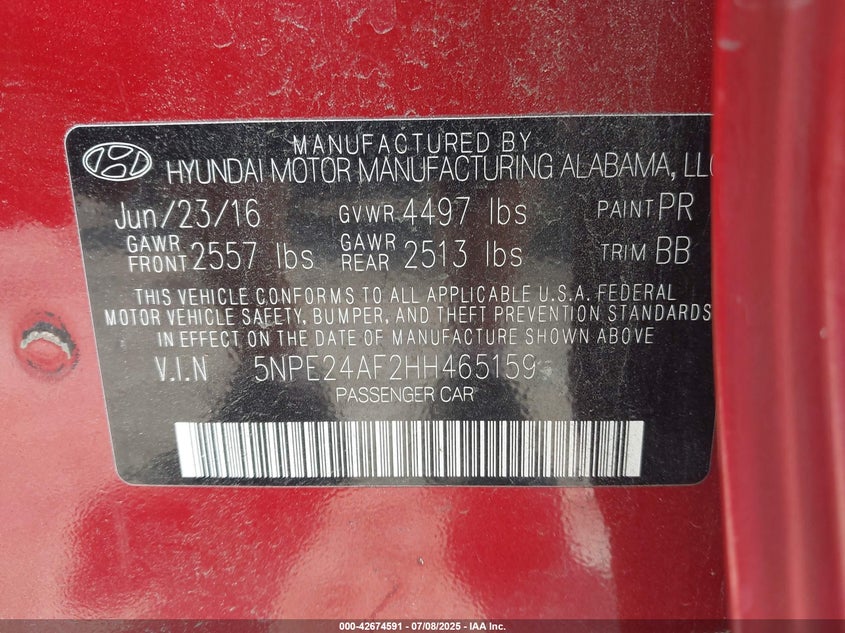 MANUFACTURED BY
HYUNDAI MOTOR MANUFACTURING ALABAMA, LLC
Jun/23/16 GVWR 4497 lbs PAINT PR
GAWR FRONT 2557 lbs GAWR REAR 2513 lbs TRIM BB
THIS VEHICLE CONFORMS TO ALL APPLICABLE U.S.A. FEDERAL
MOTOR VEHICLE SAFETY, BUMPER, AND THEFT PREVENTION STANDARDS
IN EFFECT ON THE DATE OF MANUFACTURE SHOWN ABOVE
V.I.N 5NPE24AF2HH465159
PASSENGER CAR
000-42674591 - 07/08/2025 - IAA Inc.